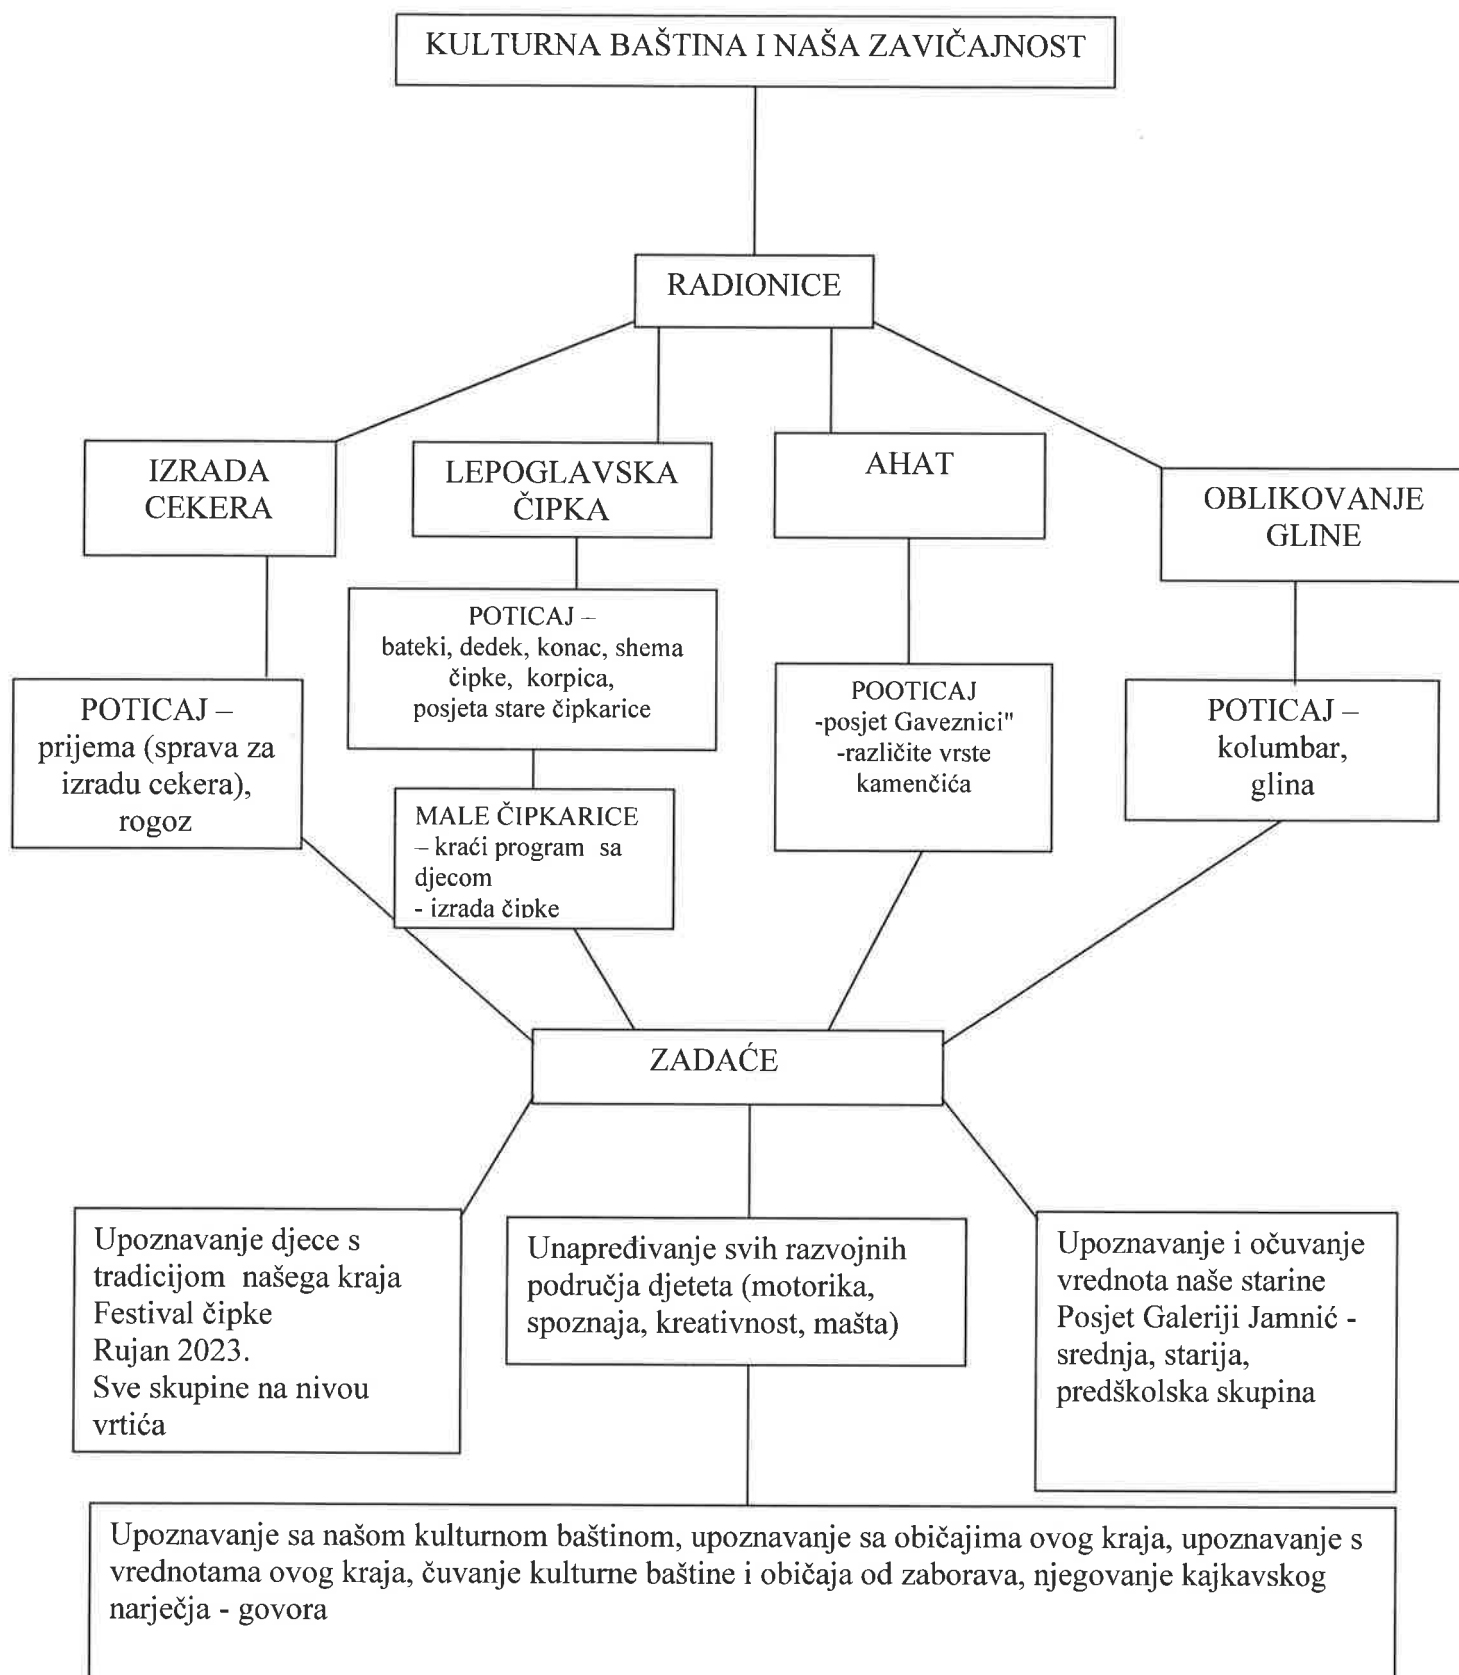 KULTURNA BAŠTINA I NAŠA ZAVIČAJNOST
RADIONICE
IZRADA
CEKERA
LEPOGLAVSKA
ČIPKA
AHAT
OBLIKOVANJE
GLINE
POTICAJ –
prijema (sprava za
izradu cekera),
rogoz
POTICAJ –
bateki, dedek, konac, shema
čipke, korpica,
posjeta stare čipkarice
MALE ČIPKARICE
– kraći program sa
djecom
- izrada čipke
POOTICAJ
-posjet Gaveznici"
-različite vrste
kamenčića
POTICAJ –
kolumbar,
glina
ZADAĆE
Upoznavanje djece s
tradicijom našega kraja
Festival čipke
Rujan 2023.
Sve skupine na nivou
vrtića
Unapređivanje svih razvojnih
područja djeteta (motorika,
spoznaja, kreativnost, mašta)
Upoznavanje i očuvanje
vrednota naše starine
Posjet Galeriji Jamnić -
srednja, starija,
predškolska skupina
Upoznavanje sa našom kulturnom baštinom, upoznavanje sa običajima ovog kraja, upoznavanje s
vrednotama ovog kraja, čuvanje kulturne baštine i običaja od zaborava, njegovanje kajkavskog
narječja - govora